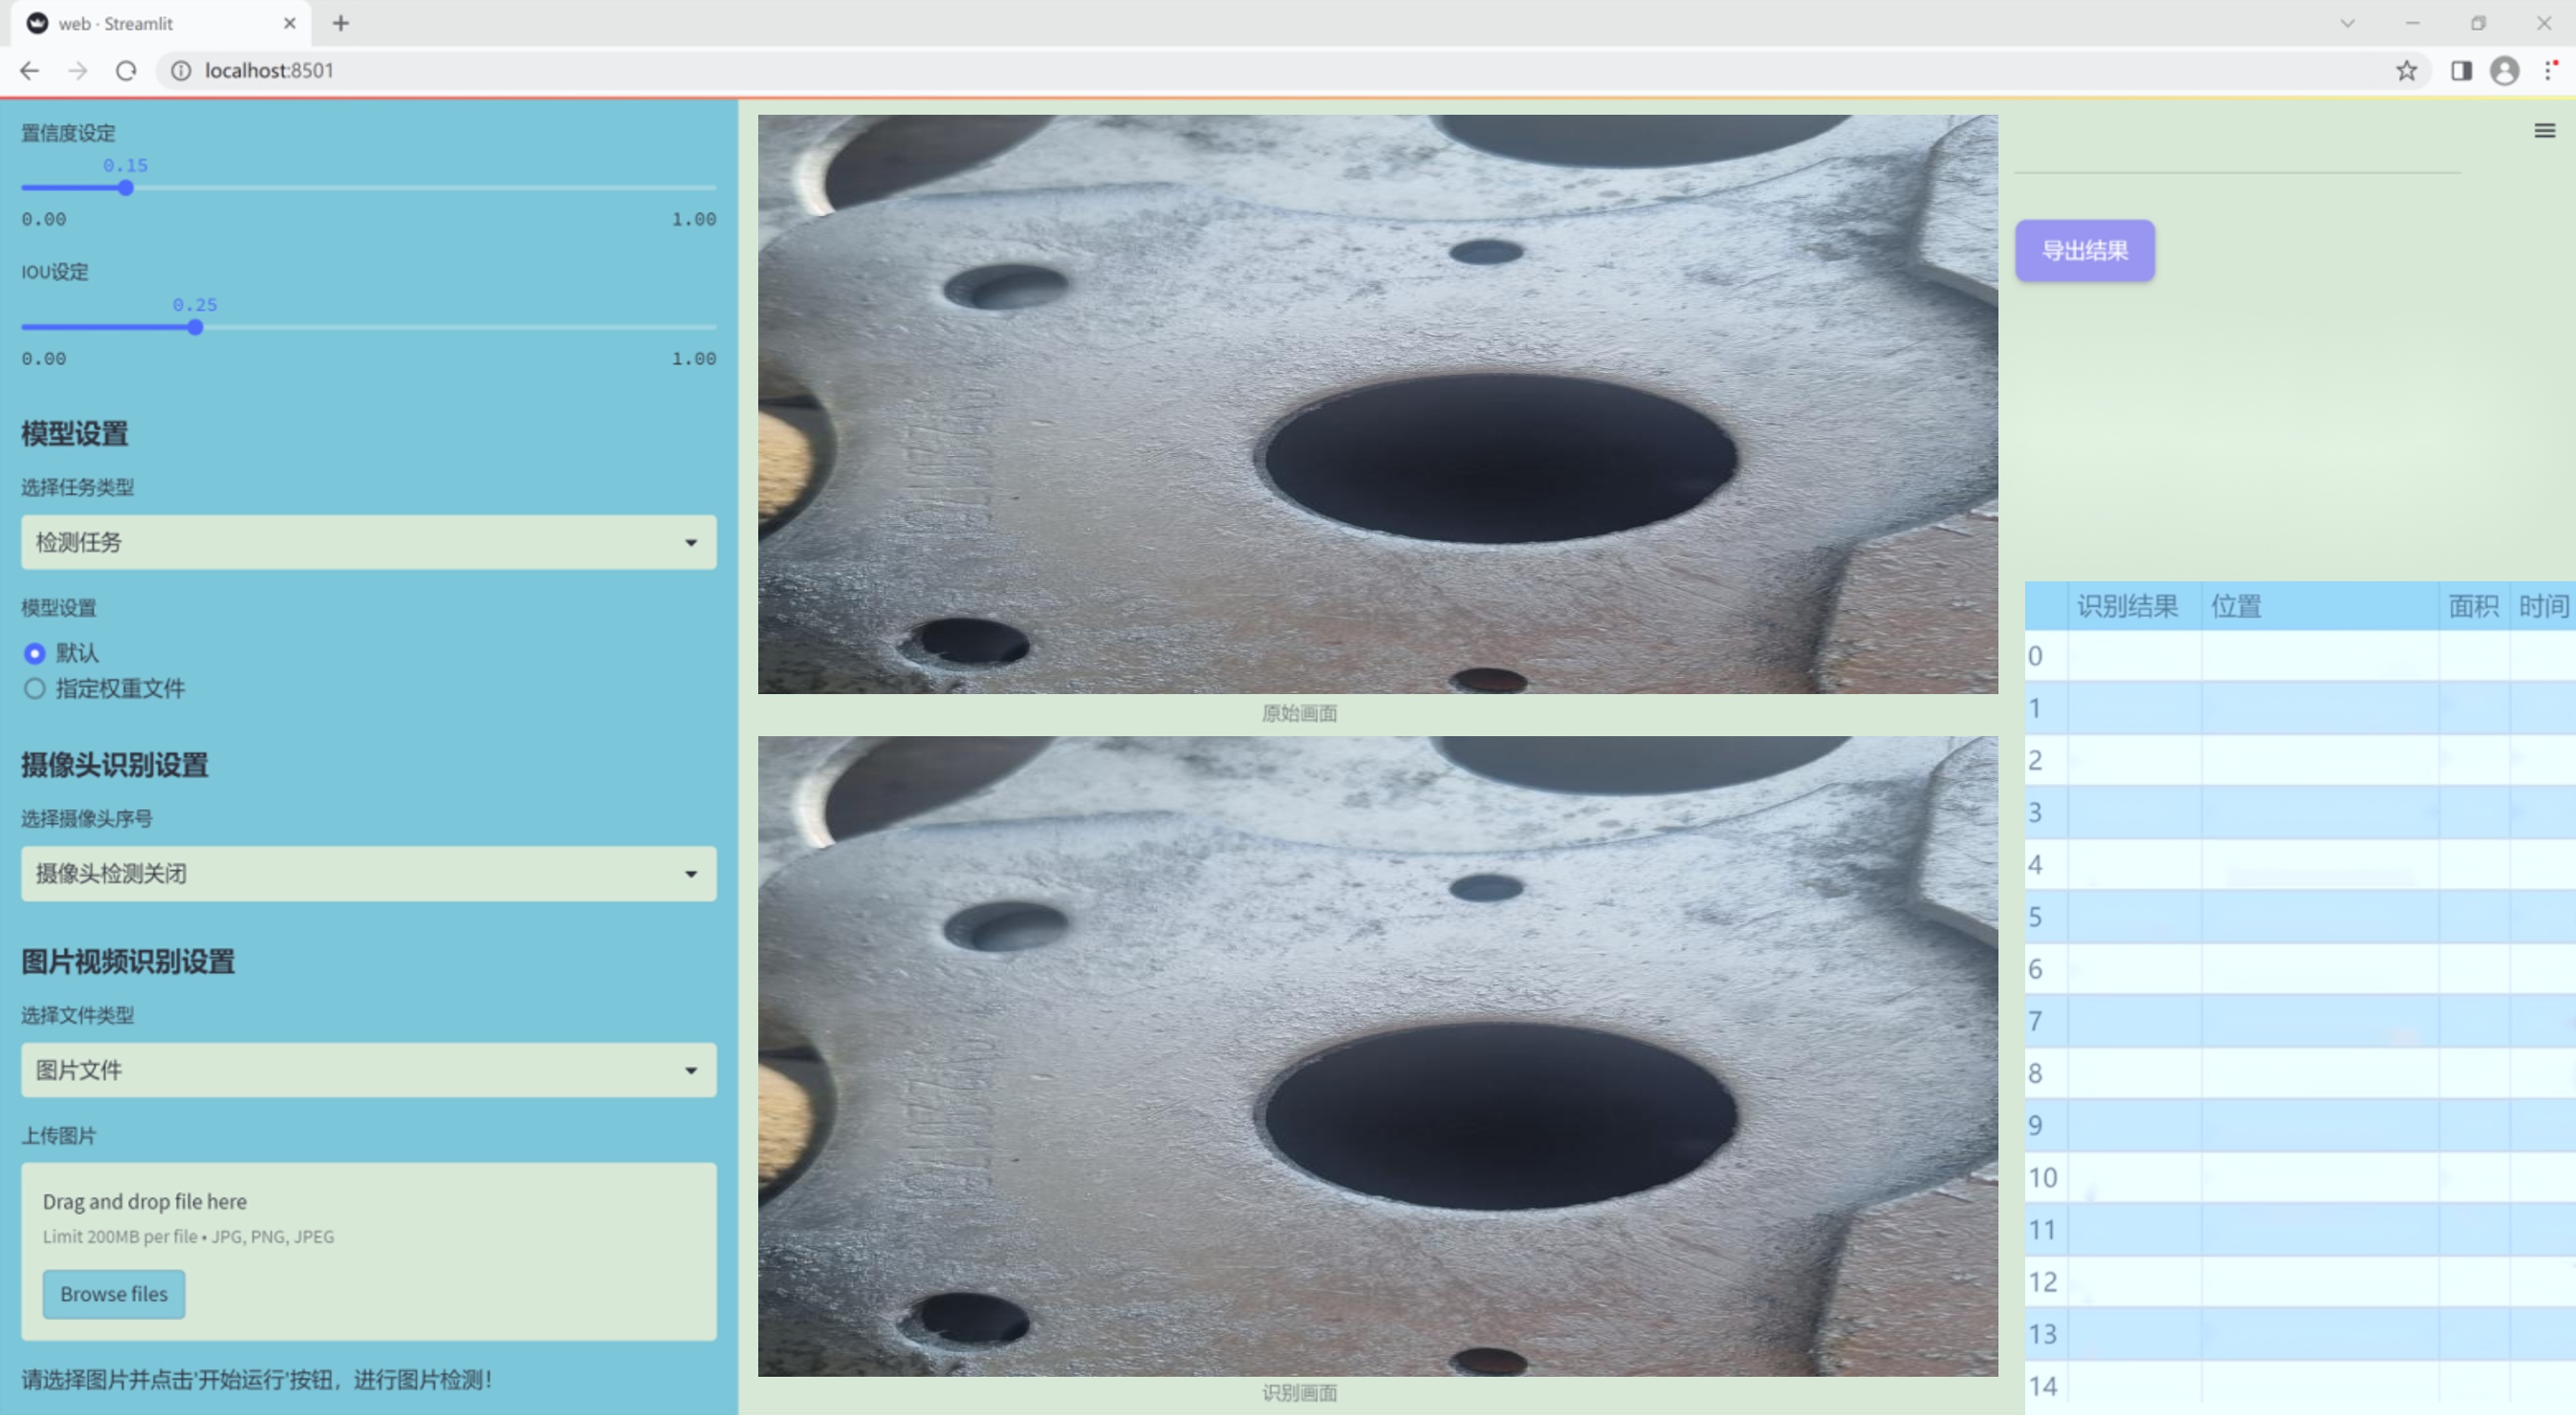 web · Streamlit
localhost:8501
置信度设定
0.15
0.00 1.00
IOU设定
0.25
0.00 1.00
模型设置
选择任务类型
检测任务
模型设置
默认
指定权重文件
摄像头识别设置
选择摄像头序号
摄像头检测关闭
图片视频识别设置
选择文件类型
图片文件
上传图片
Drag and drop file here
Limit 200MB per file • JPG, PNG, JPEG
Browse files
请选择图片并点击'开始运行'按钮，进行图片检测！
原始画面
识别画面
导出结果
识别结果 位置 面积 时间
0
1
2
3
4
5
6
7
8
9
10
11
12
13
14